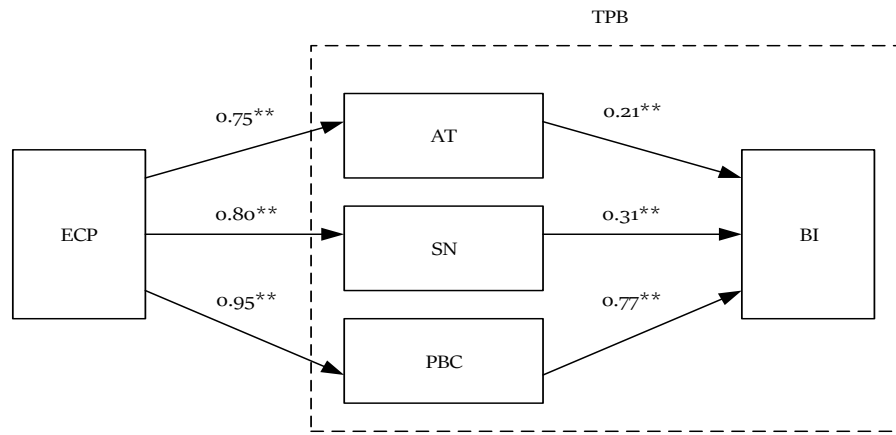 TPB
0.75**
0.21**
AT
0.80**
0.31**
ECP
SN
BI
0.95**
0.77**
PBC